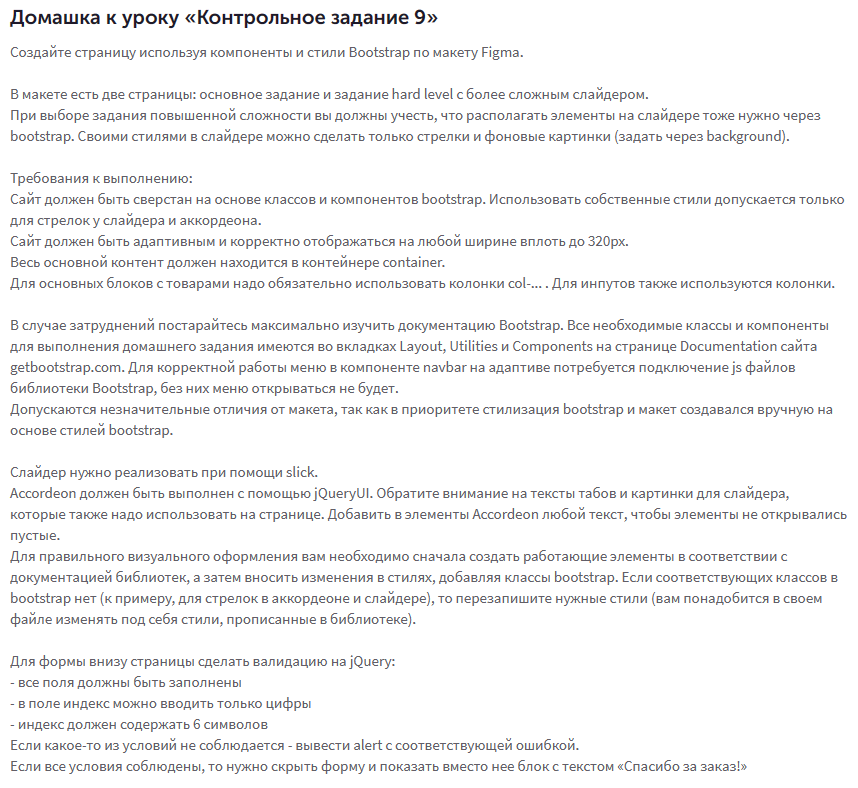 Домашка к уроку «Контрольное задание 9»
Создайте страницу используя компоненты и стили Bootstrap по макету Figma.
В макете есть две страницы: основное задание и задание hard level с более сложным слайдером.
При выборе задания повышенной сложности вы должны учесть, что располагать элементы на слайдере тоже нужно через
bootstrap. Своими стилями в слайдере можно сделать только стрелки и фоновые картинки (задать через background).
Требования к выполнению:
Сайт должен быть сверстан на основе классов и компонентов bootstrap. Использовать собственные стили допускается только
для стрелок у слайдера и аккордеона.
Сайт должен быть адаптивным и корректно отображаться на любой ширине вплоть до 320px.
Весь основной контент должен находится в контейнере container.
Для основных блоков с товарами надо обязательно использовать колонки col-... . Для инпутов также используются колонки.
В случае затруднений постарайтесь максимально изучить документацию Bootstrap. Все необходимые классы и компоненты
для выполнения домашнего задания имеются во вкладках Layout, Utilities и Components на странице Documentation сайта
getbootstrap.com. Для корректной работы меню в компоненте navbar на адаптиве потребуется подключение js файлов
библиотеки Bootstrap, без них меню открываться не будет.
Допускаются незначительные отличия от макета, так как в приоритете стилизация bootstrap и макет создавался вручную на
основе стилей bootstrap.
Слайдер нужно реализовать при помощи slick.
Accordeon должен быть выполнен с помощью jQueryUI. Обратите внимание на тексты табов и картинки для слайдера,
которые также надо использовать на странице. Добавить в элементы Accordeon любой текст, чтобы элементы не открывались
пустые.
Для правильного визуального оформления вам необходимо сначала создать работающие элементы в соответствии с
документацией библиотек, а затем вносить изменения в стилях, добавляя классы bootstrap. Если соответствующих классов в
bootstrap нет (к примеру, для стрелок в аккордеоне и слайдере), то перезапишите нужные стили (вам понадобится в своем
файле изменять под себя стили, прописанные в библиотеке).
Для формы внизу страницы сделать валидацию на jQuery:
- все поля должны быть заполнены
- в поле индекс можно вводить только цифры
- индекс должен содержать 6 символов
Если какое-то из условий не соблюдается - вывести alert с соответствующей ошибкой.
Если все условия соблюдены, то нужно скрыть форму и показать вместо нее блок с текстом «Спасибо за заказ!»